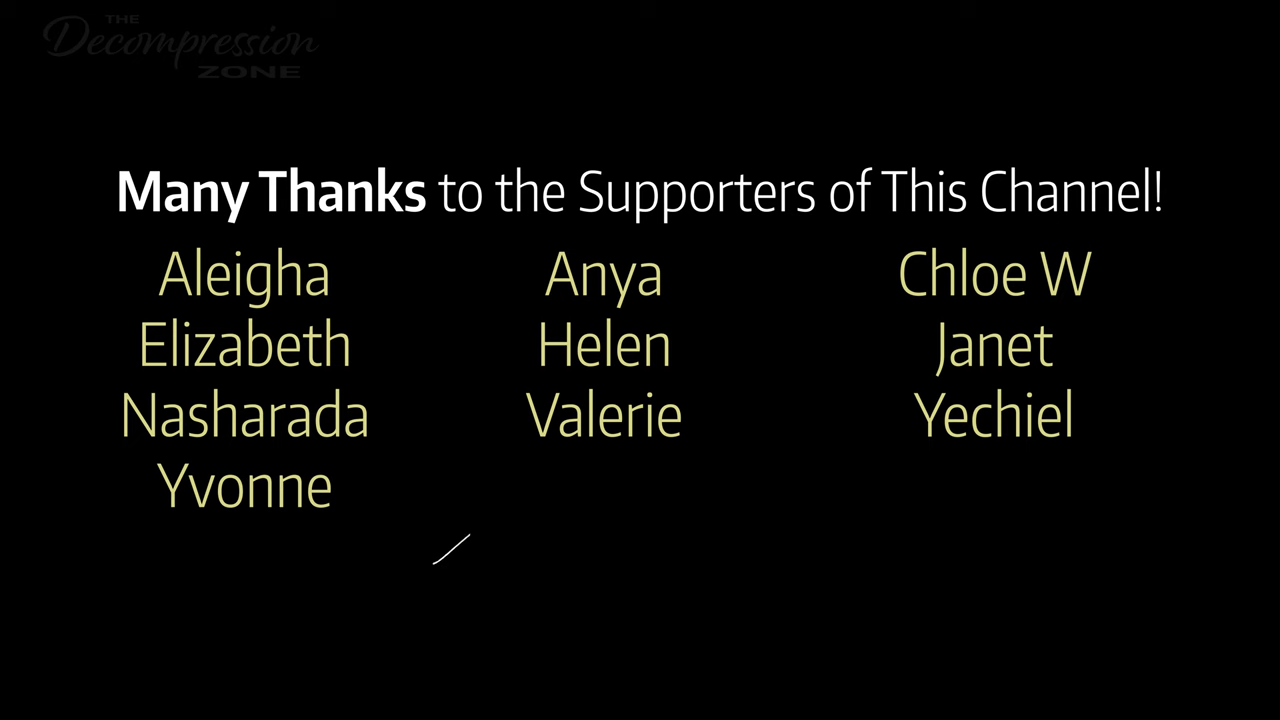 THE
Decompression
ZONE
Many Thanks to the Supporters of This Channel!
Aleigha Anya Chloe W
Elizabeth Helen Janet
Nasharada Valerie Yechiel
Yvonne